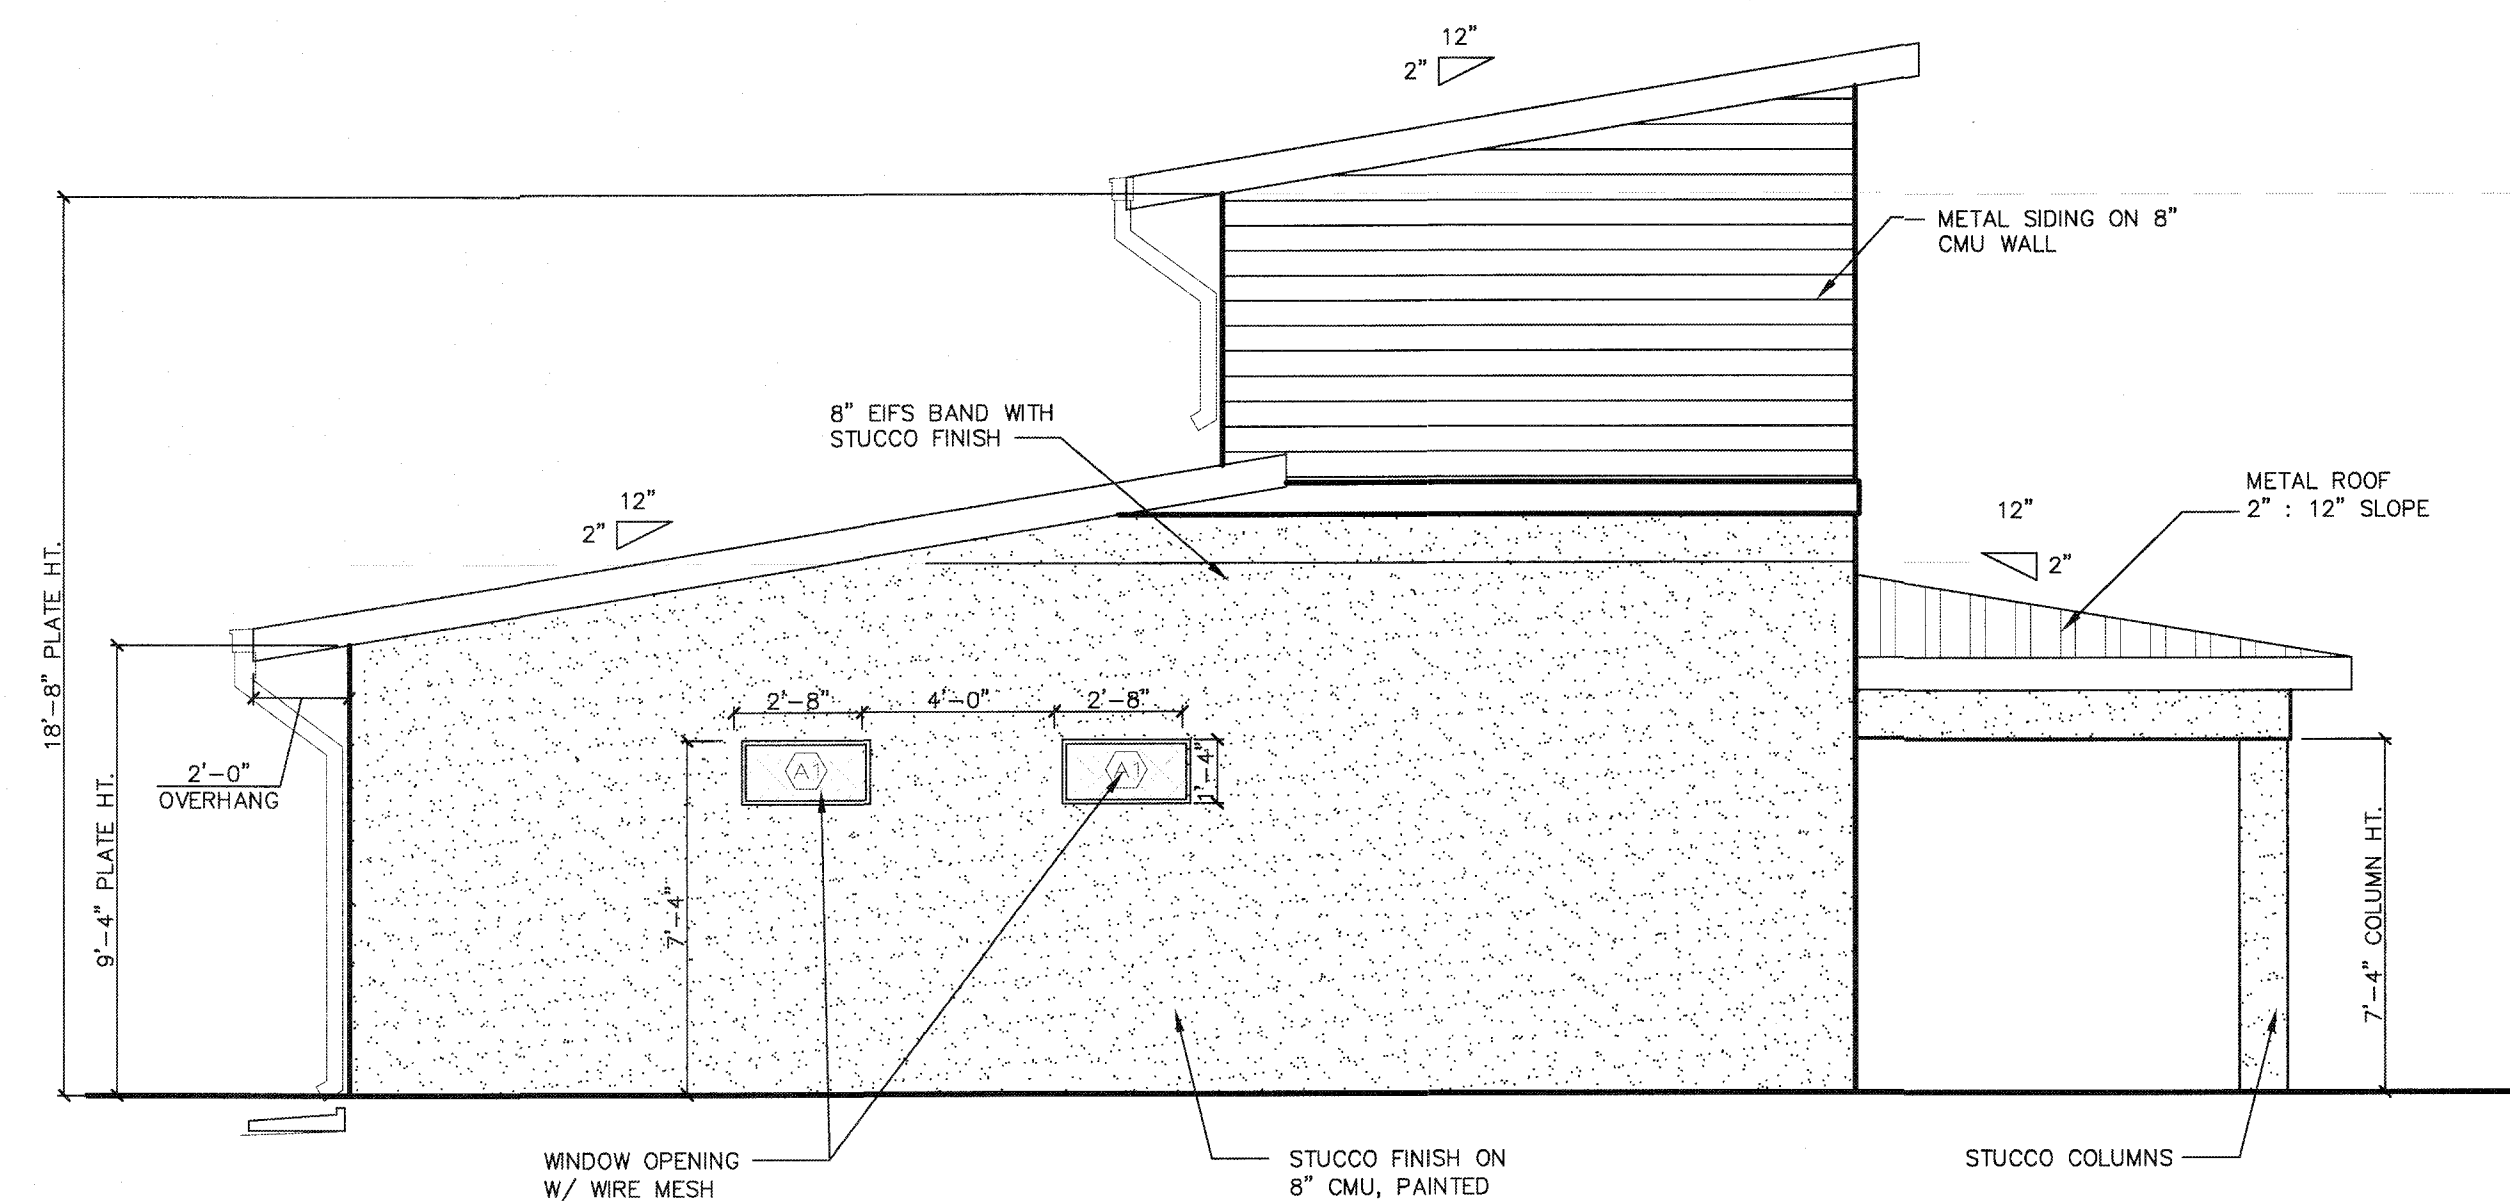 12"
2"
METAL SIDING ON 8"
CMU WALL
8" EIFS BAND WITH
STUCCO FINISH
12"
2"
METAL ROOF
2" : 12" SLOPE
12"
2"
18'-8" PLATE HT.
9'-4" PLATE HT.
2'-0"
OVERHANG
2'-8"
4'-0"
2'-8"
A1
A1
1'-4"
7'-4"
7'-4" COLUMN HT.
WINDOW OPENING
W/ WIRE MESH
STUCCO FINISH ON
8" CMU, PAINTED
STUCCO COLUMNS